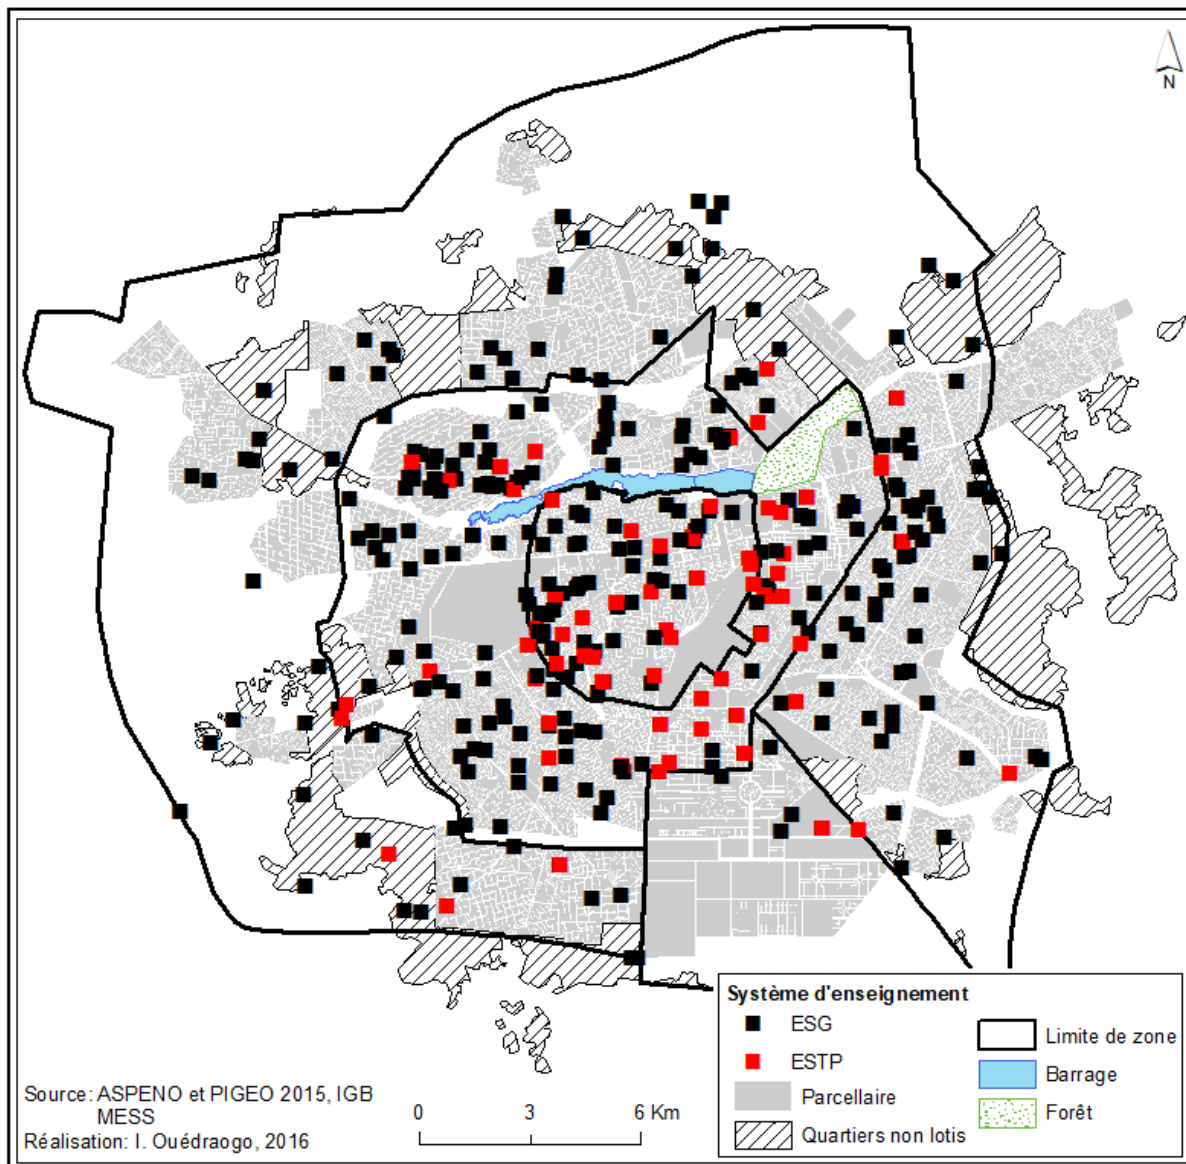 N
Système d'enseignement
ESG
ESTP
Parcellaire
Quartiers non lotis
Limite de zone
Barrage
Forêt
Source: ASPENO et PIGEO 2015, IGB
MESS
Réalisation: I. Ouédraogo, 2016
0 3 6 Km